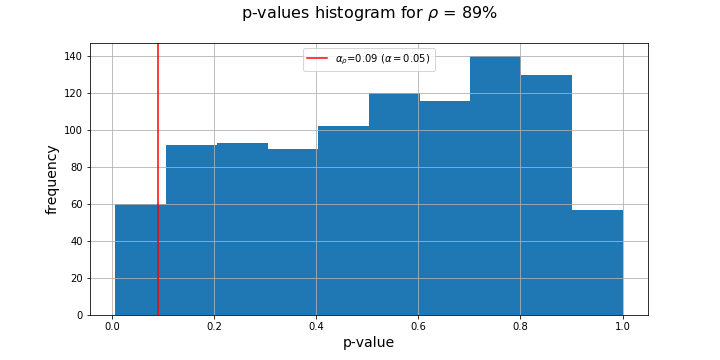 p-values histogram for ρ = 89%
αρ=0.09 (α = 0.05)
frequency
140
120
100
80
60
40
20
0
0.0 0.2 0.4 0.6 0.8 1.0
p-value